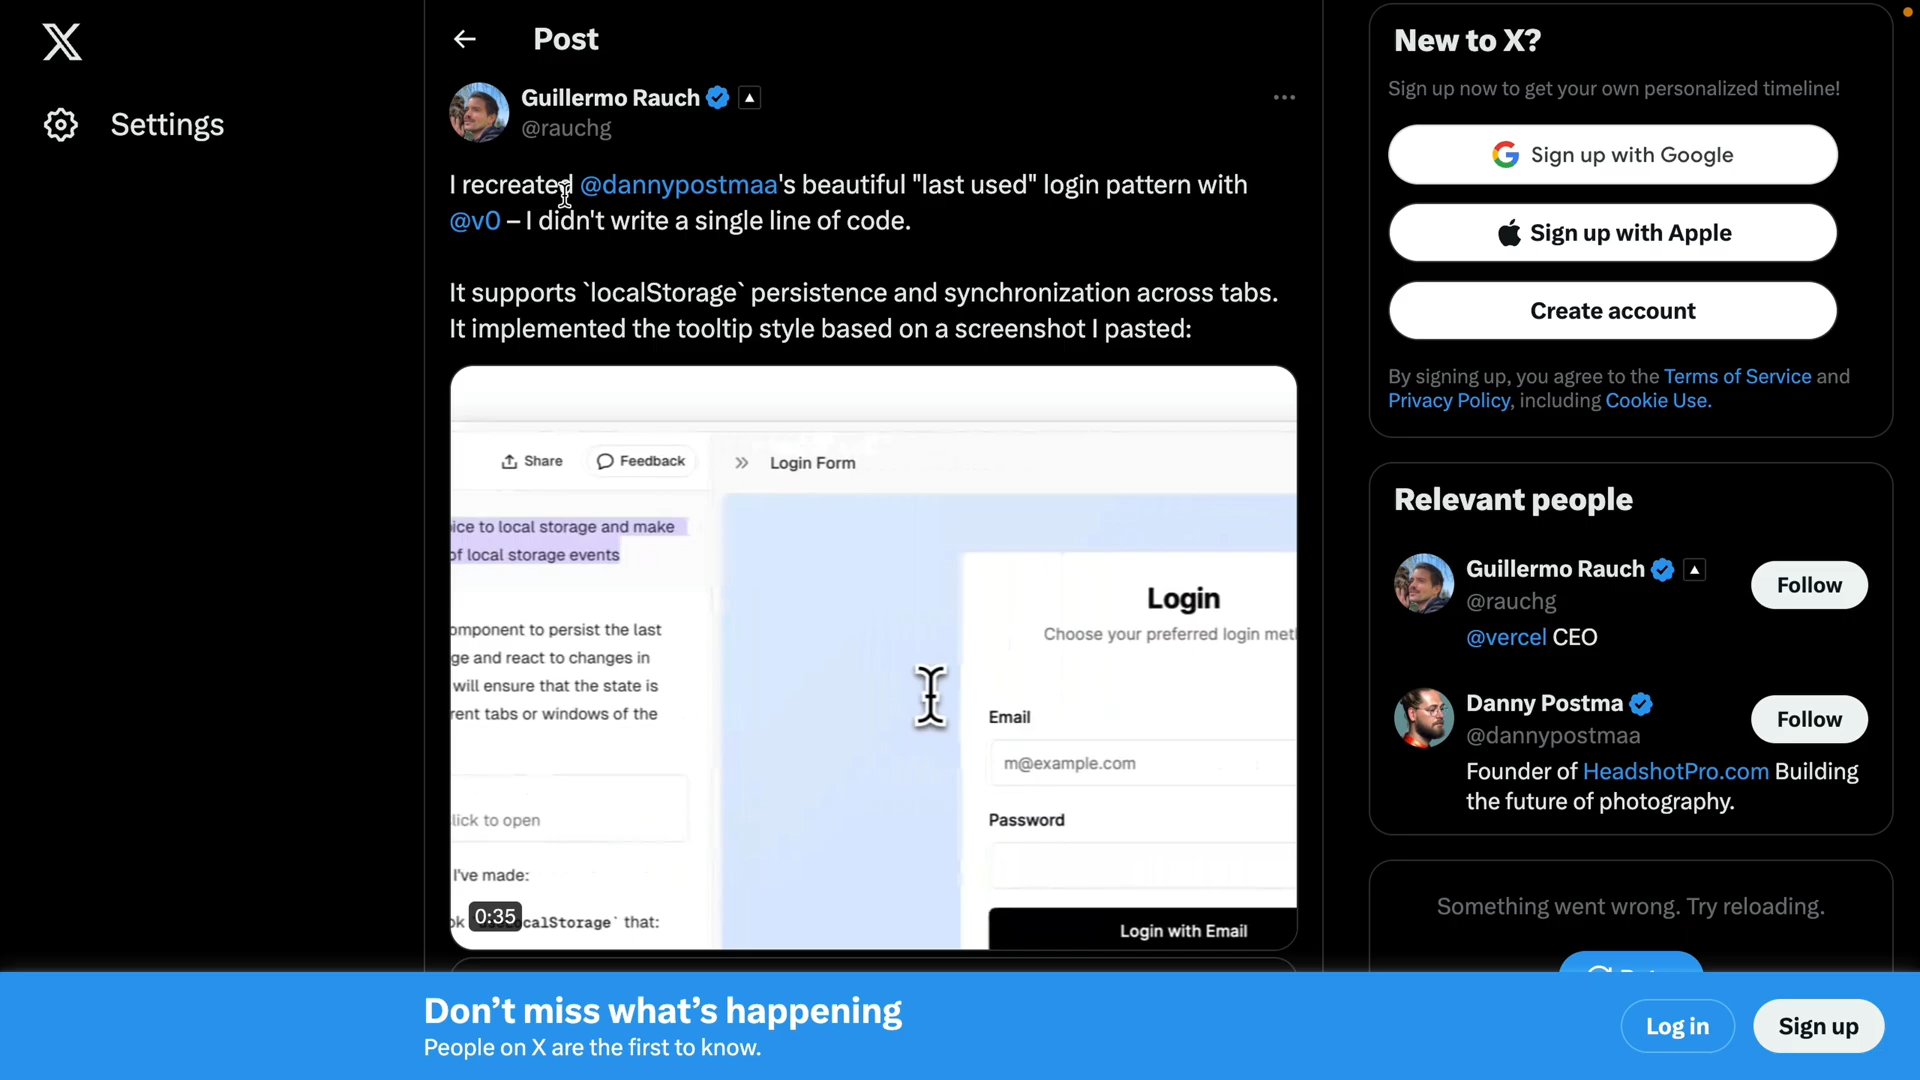 Settings
Post
Guillermo Rauch
@rauchg
I recreated @dannypostmaa's beautiful "last used" login pattern with
@v0 – I didn't write a single line of code.
It supports `localStorage` persistence and synchronization across tabs.
It implemented the tooltip style based on a screenshot I pasted:
Share
Feedback
Login Form
ice to local storage and make
of local storage events
omponent to persist the last
ge and react to changes in
will ensure that the state is
rent tabs or windows of the
lick to open
I've made:
ok calStorage` that:
0:35
Login
Choose your preferred login met
Email
m@example.com
Password
Login with Email
New to X?
Sign up now to get your own personalized timeline!
Sign up with Google
Sign up with Apple
Create account
By signing up, you agree to the Terms of Service and
Privacy Policy, including Cookie Use.
Relevant people
Guillermo Rauch
@rauchg
Follow
@vercel CEO
Danny Postma
@dannypostmaa
Follow
Founder of HeadshotPro.com Building
the future of photography.
Something went wrong. Try reloading.
Don’t miss what’s happening
People on X are the first to know.
Log in
Sign up